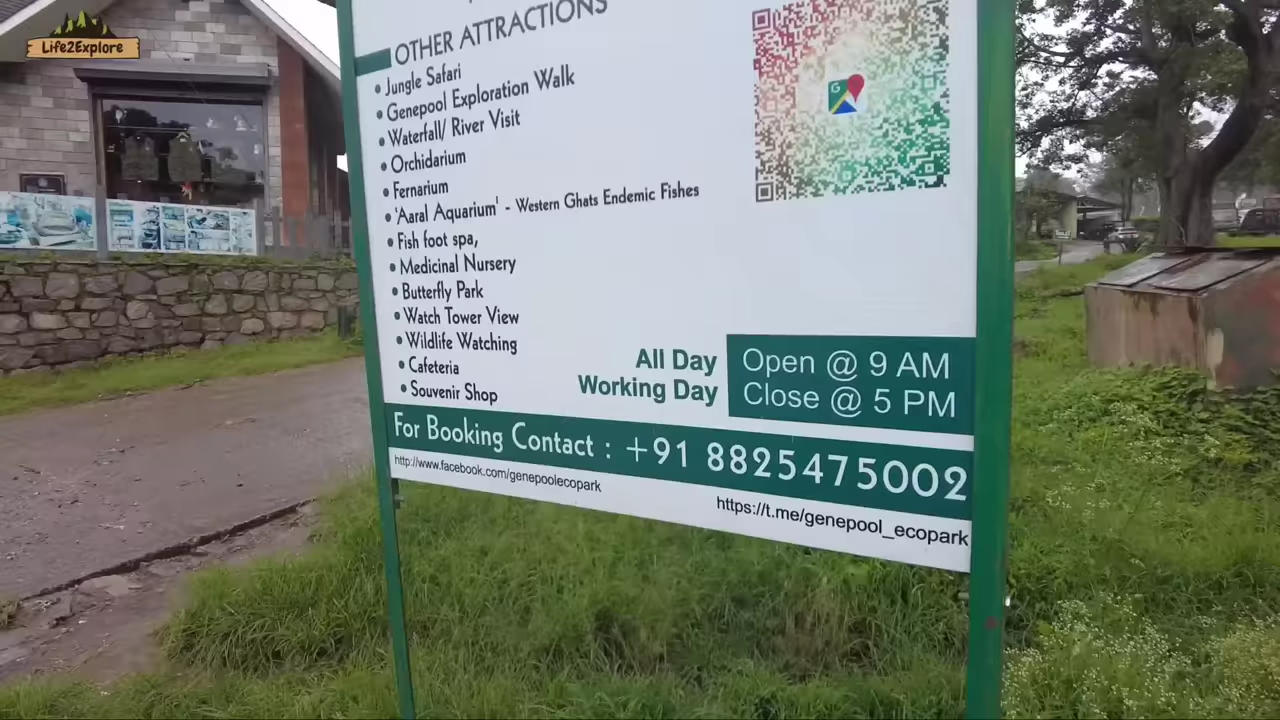 Life2Explore
OTHER ATTRACTIONS
• Jungle Safari
• Genepool Exploration Walk
• Waterfall/ River Visit
• Orchidarium
• Fernarium
• 'Aaral Aquarium' - Western Ghats Endemic Fishes
• Fish foot spa,
• Medicinal Nursery
• Butterfly Park
• Watch Tower View
• Wildlife Watching
• Cafeteria
• Souvenir Shop
All Day
Working Day
Open @ 9 AM
Close @ 5 PM
For Booking Contact : +91 8825475002
http://www.facebook.com/genepoolecopark
https://t.me/genepool_ecopark